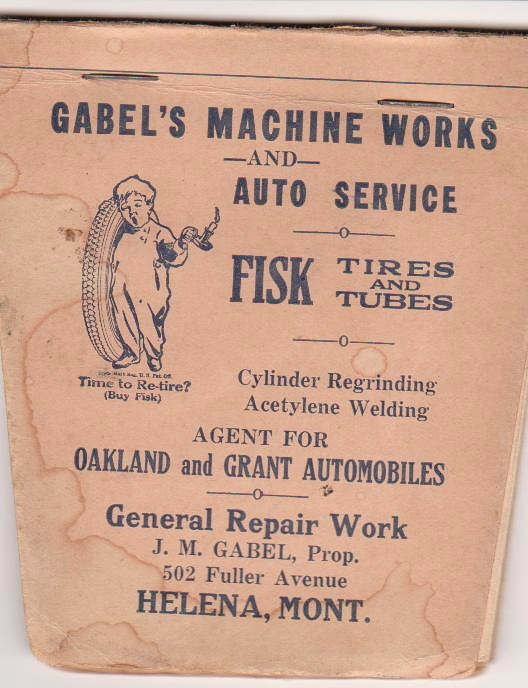 GABEL'S MACHINE WORKS
—AND—
AUTO SERVICE
FISK TIRES
AND
TUBES
Time to Re-tire?
(Buy Fisk)
Cylinder Regrinding
Acetylene Welding
AGENT FOR
OAKLAND and GRANT AUTOMOBILES
General Repair Work
J. M. GABEL, Prop.
502 Fuller Avenue
HELENA, MONT.